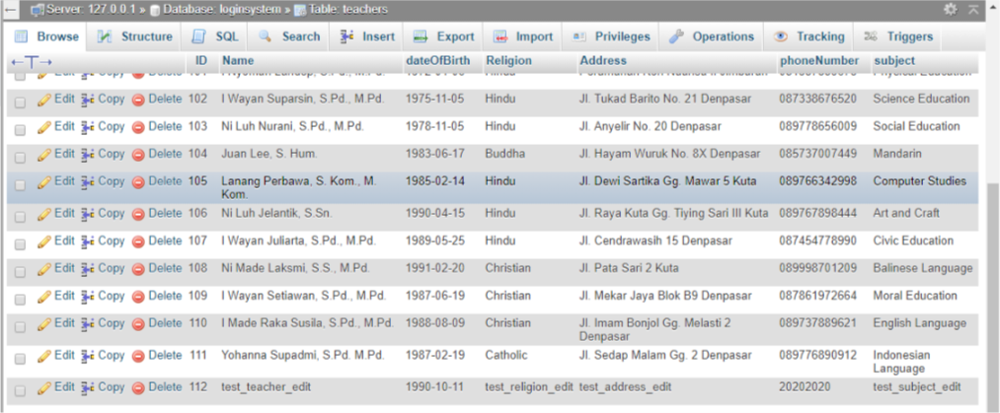 Server: 127.0.0.1 » Database: loginsystem » Table: teachers
Browse Structure SQL Search Insert Export Import Privileges Operations Tracking Triggers
←T→ ID Name dateOfBirth Religion Address phoneNumber subject
Edit Copy Delete 102 I Wayan Suparsin, S.Pd., M.Pd. 1975-11-05 Hindu Jl. Tukad Barito No. 21 Denpasar 087338676520 Science Education
Edit Copy Delete 103 Ni Luh Nurani, S.Pd., M.Pd. 1978-11-05 Hindu Jl. Anyelir No. 20 Denpasar 089778656009 Social Education
Edit Copy Delete 104 Juan Lee, S. Hum. 1983-06-17 Buddha Jl. Hayam Wuruk No. 8X Denpasar 085737007449 Mandarin
Edit Copy Delete 105 Lanang Perbawa, S. Kom., M. 1985-02-14 Hindu Jl. Dewi Sartika Gg. Mawar 5 Kuta 089766342998 Computer Studies
Kom.
Edit Copy Delete 106 Ni Luh Jelantik, S.Sn. 1990-04-15 Hindu Jl. Raya Kuta Gg. Tiying Sari III Kuta 089767898444 Art and Craft
Edit Copy Delete 107 I Wayan Juliarta, S.Pd., M.Pd. 1989-05-25 Hindu Jl. Cendrawasih 15 Denpasar 087454778990 Civic Education
Edit Copy Delete 108 Ni Made Laksmi, S.S., M.Pd. 1991-02-20 Christian Jl. Pata Sari 2 Kuta 089998701209 Balinese Language
Edit Copy Delete 109 I Wayan Setiawan, S.Pd., M.Pd. 1987-06-19 Christian Jl. Mekar Jaya Blok B9 Denpasar 087861972664 Moral Education
Edit Copy Delete 110 I Made Raka Susila, S.Pd., M.Pd. 1988-08-09 Christian Jl. Imam Bonjol Gg. Melasti 2 089737889621 English Language
Denpasar
Edit Copy Delete 111 Yohanna Supadmi, S.Pd. M.Pd. 1987-02-19 Catholic Jl. Sedap Malam Gg. 2 Denpasar 089776890912 Indonesian
Language
Edit Copy Delete 112 test_teacher_edit 1990-10-11 test_religion_edit test_address_edit 20202020 test_subject_edit